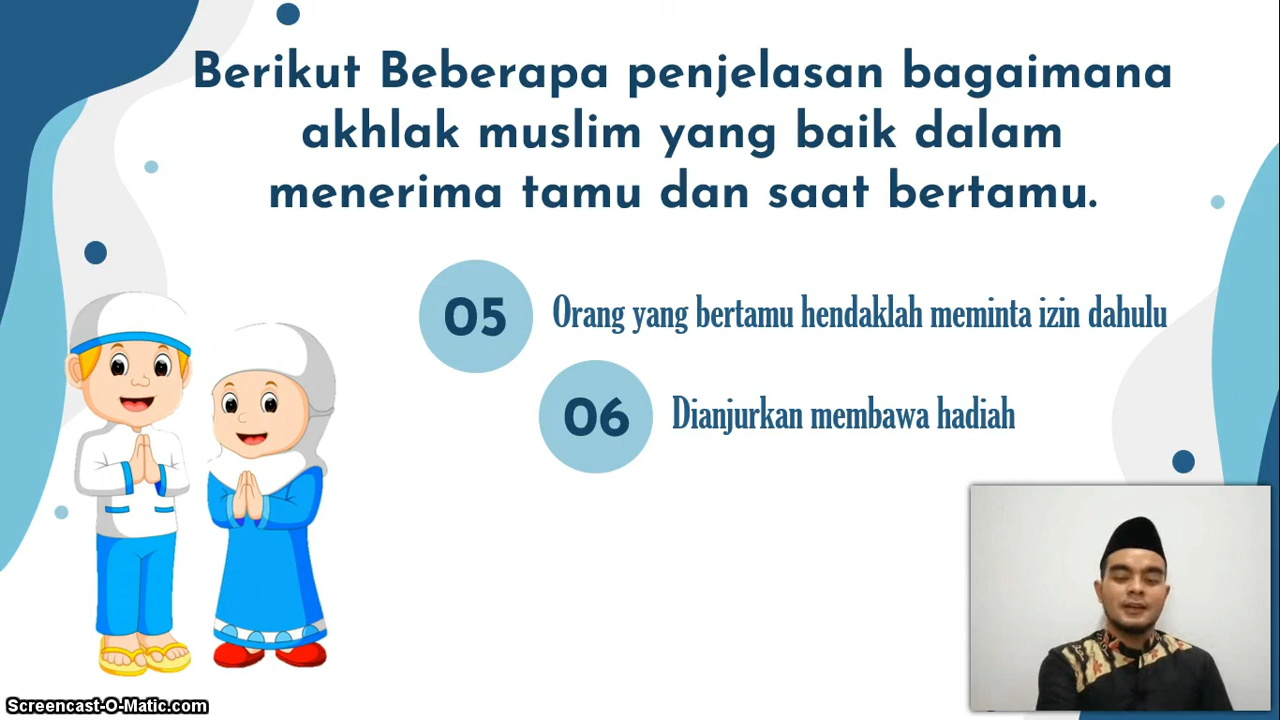 Berikut Beberapa penjelasan bagaimana
akhlak muslim yang baik dalam
menerima tamu dan saat bertamu.
05 Orang yang bertamu hendaklah meminta izin dahulu
06 Dianjurkan membawa hadiah
Screencast-O-Matic.com